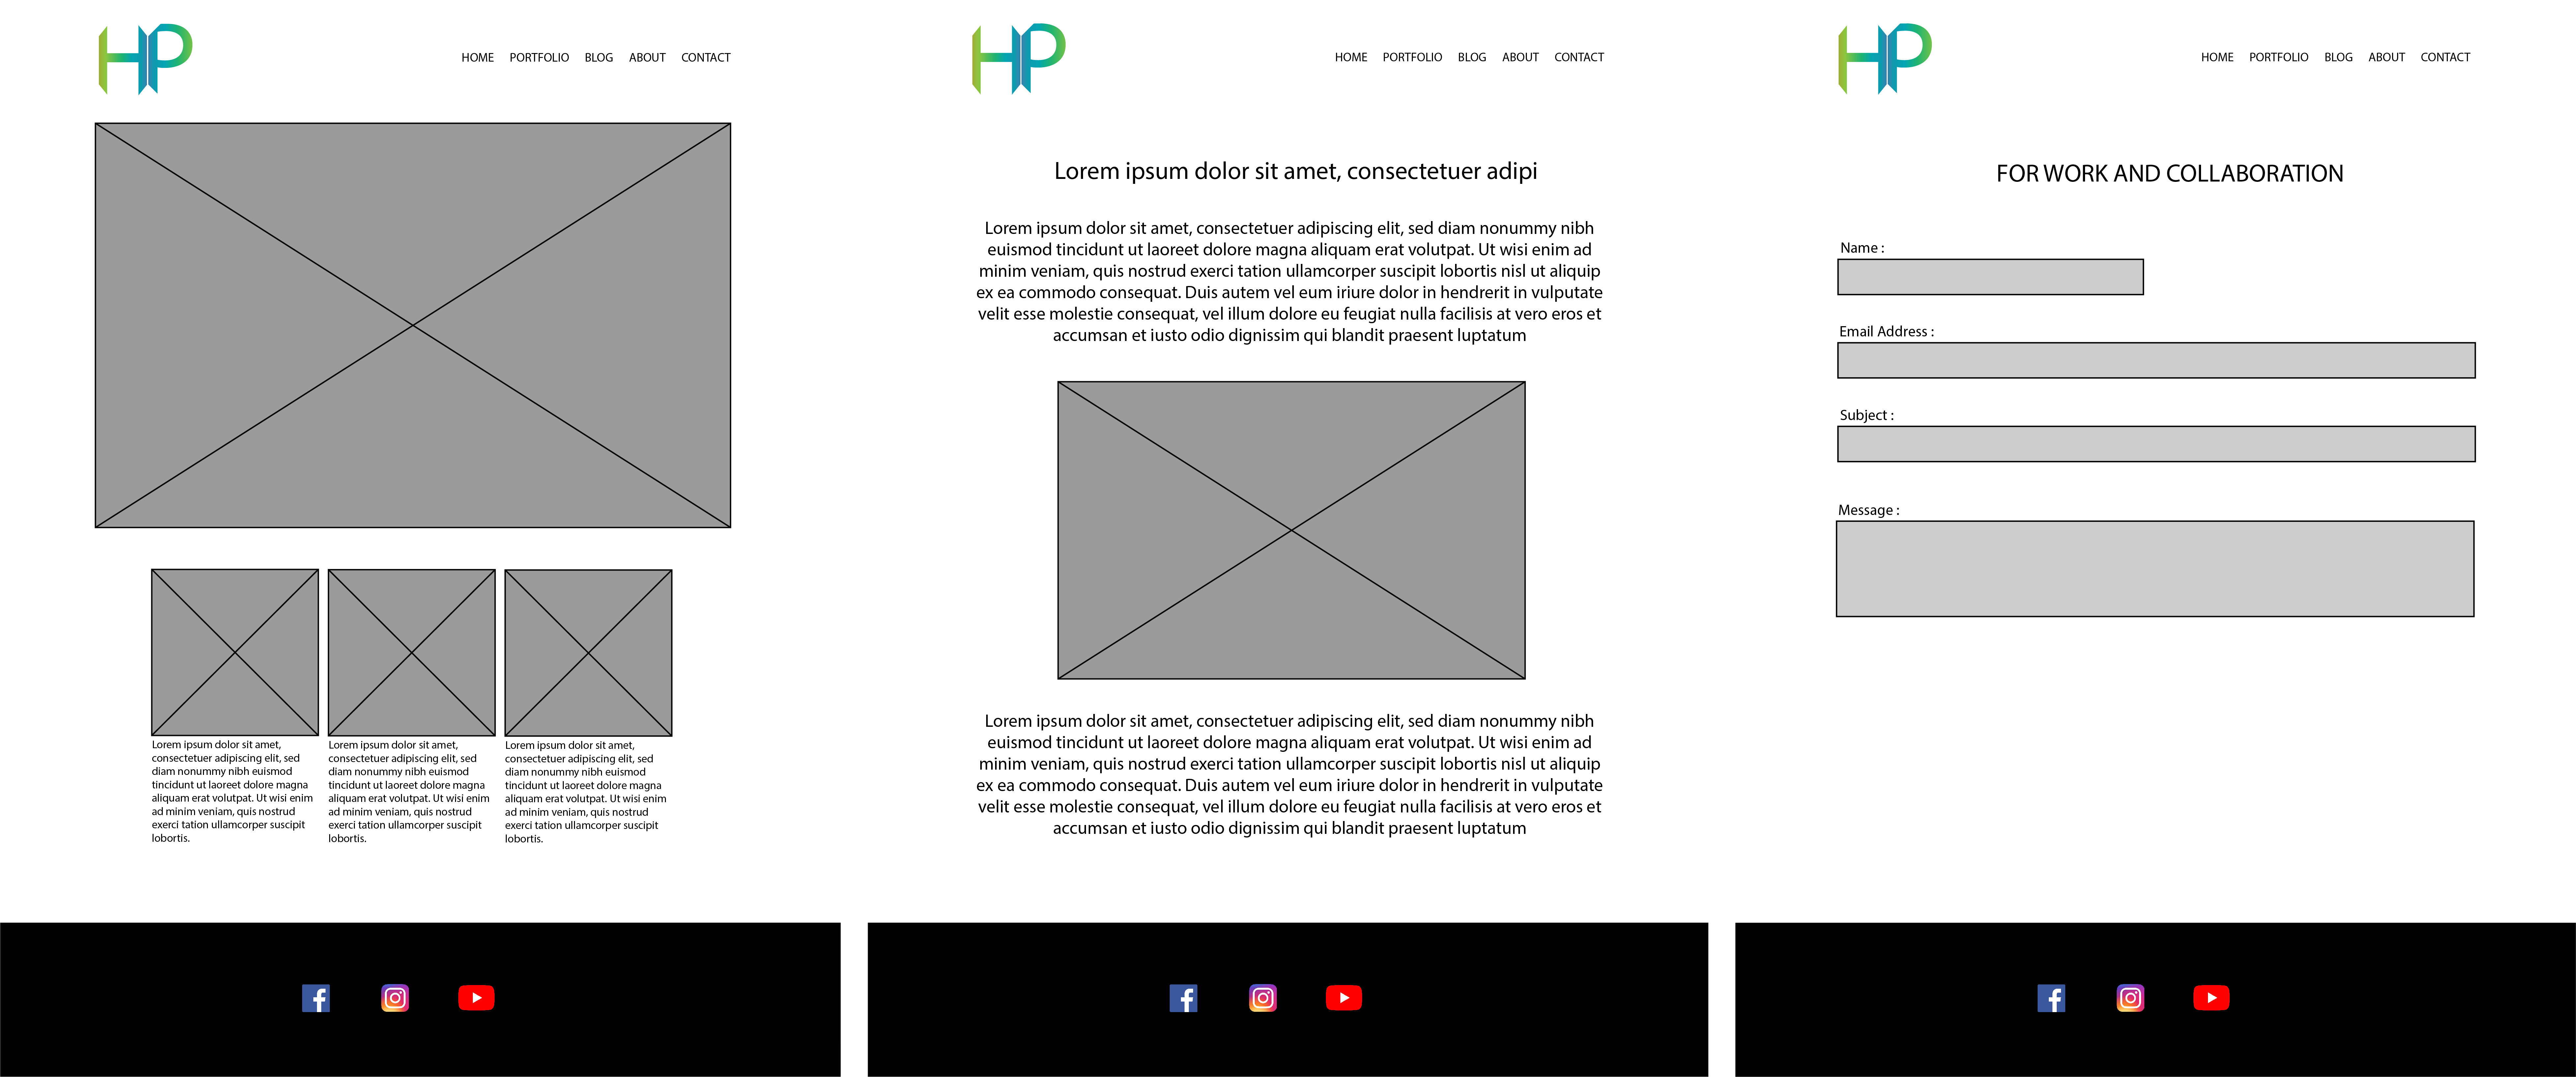 HP
HOME PORTFOLIO BLOG ABOUT CONTACT
Lorem ipsum dolor sit amet,
consectetuer adipiscing elit, sed
diam nonummy nibh euismod
tincidunt ut laoreet dolore magna
aliquam erat volutpat. Ut wisi enim
ad minim veniam, quis nostrud
exerci tation ullamcorper suscipit
lobortis.
Lorem ipsum dolor sit amet,
consectetuer adipiscing elit, sed
diam nonummy nibh euismod
tincidunt ut laoreet dolore magna
aliquam erat volutpat. Ut wisi enim
ad minim veniam, quis nostrud
exerci tation ullamcorper suscipit
lobortis.
Lorem ipsum dolor sit amet,
consectetuer adipiscing elit, sed
diam nonummy nibh euismod
tincidunt ut laoreet dolore magna
aliquam erat volutpat. Ut wisi enim
ad minim veniam, quis nostrud
exerci tation ullamcorper suscipit
lobortis.
HP
HOME PORTFOLIO BLOG ABOUT CONTACT
Lorem ipsum dolor sit amet, consectetuer adipi
Lorem ipsum dolor sit amet, consectetuer adipiscing elit, sed diam nonummy nibh
euismod tincidunt ut laoreet dolore magna aliquam erat volutpat. Ut wisi enim ad
minim veniam, quis nostrud exerci tation ullamcorper suscipit lobortis nisl ut aliquip
ex ea commodo consequat. Duis autem vel eum iriure dolor in hendrerit in vulputate
velit esse molestie consequat, vel illum dolore eu feugiat nulla facilisis at vero eros et
accumsan et iusto odio dignissim qui blandit praesent luptatum
Lorem ipsum dolor sit amet, consectetuer adipiscing elit, sed diam nonummy nibh
euismod tincidunt ut laoreet dolore magna aliquam erat volutpat. Ut wisi enim ad
minim veniam, quis nostrud exerci tation ullamcorper suscipit lobortis nisl ut aliquip
ex ea commodo consequat. Duis autem vel eum iriure dolor in hendrerit in vulputate
velit esse molestie consequat, vel illum dolore eu feugiat nulla facilisis at vero eros et
accumsan et iusto odio dignissim qui blandit praesent luptatum
HP
HOME PORTFOLIO BLOG ABOUT CONTACT
FOR WORK AND COLLABORATION
Name :
Email Address :
Subject :
Message :